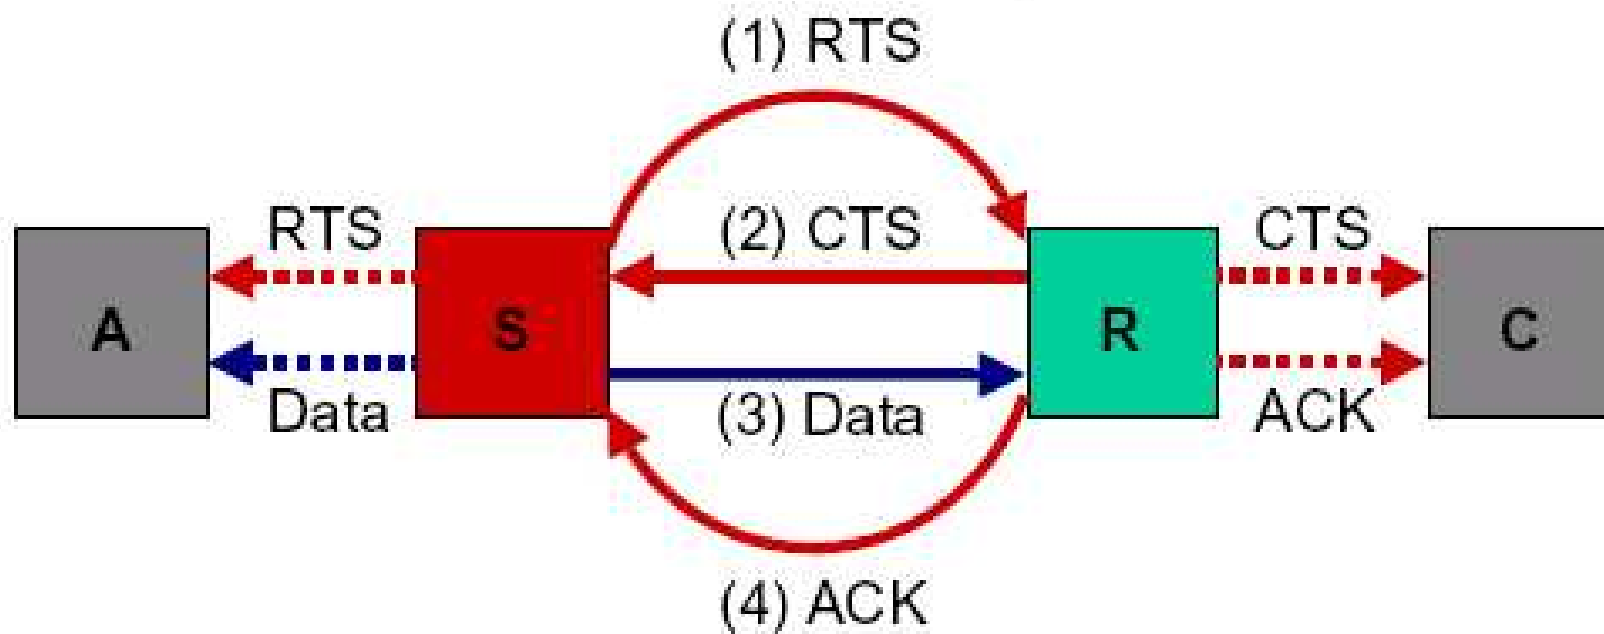 (1) RTS
RTS
(2) CTS
CTS
A
S
R
C
Data
(3) Data
ACK
(4) ACK